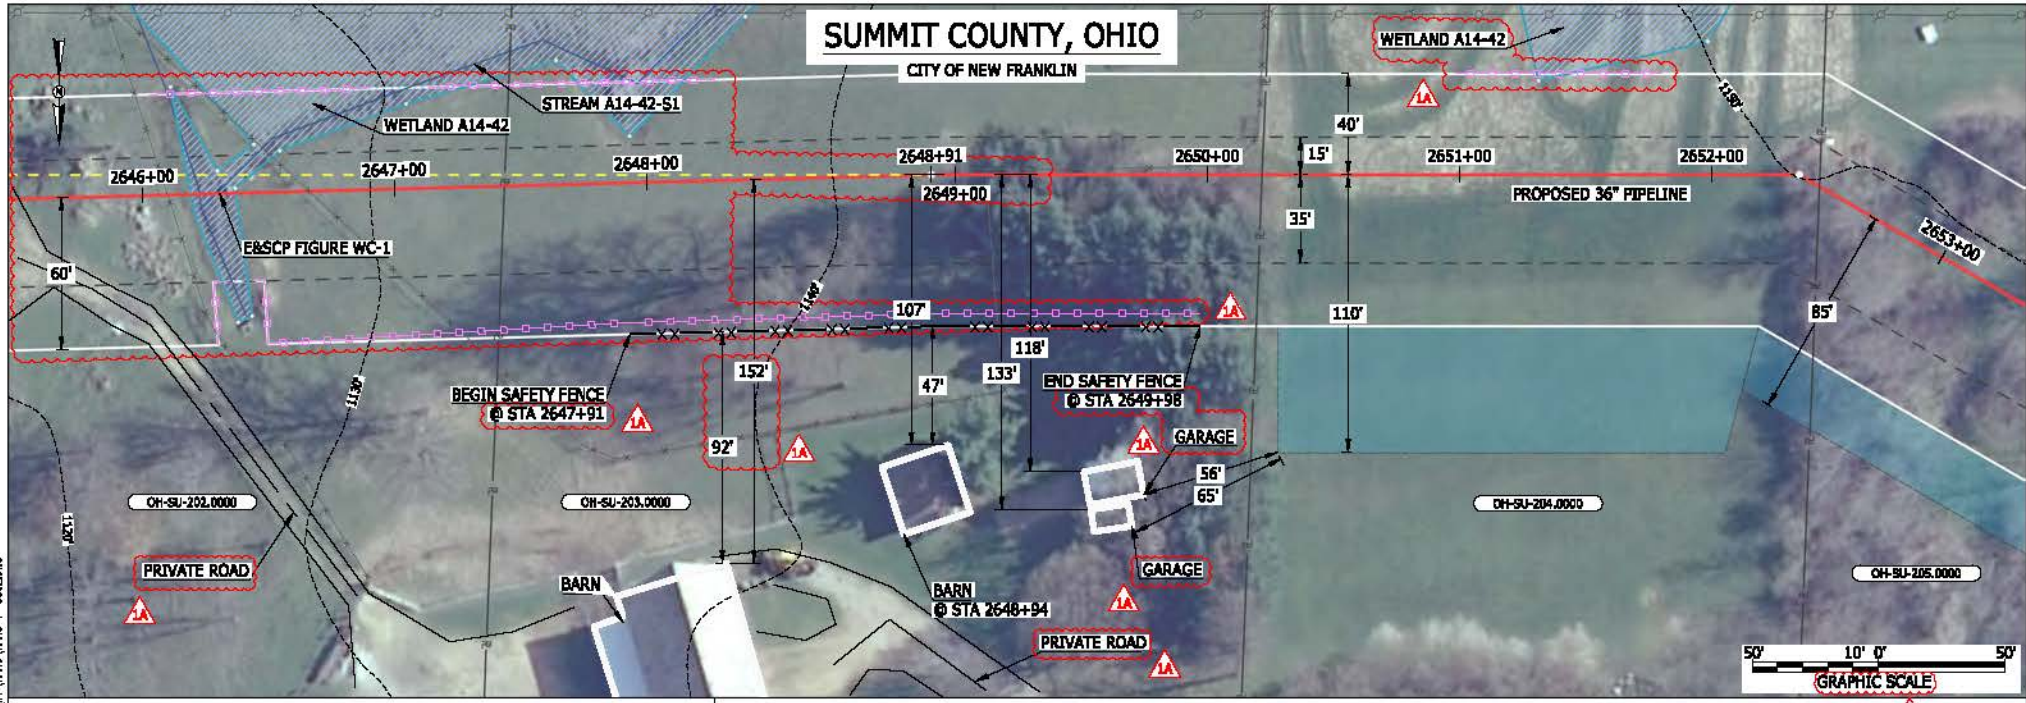 SUMMIT COUNTY, OHIO
CITY OF NEW FRANKLIN
WETLAND A14-42
1A
STREAM A14-42-S1
WETLAND A14-42
N
40'
1190'
15'
2646+00
2647+00
2648+00
2648+91
2649+00
2650+00
2651+00
2652+00
PROPOSED 36" PIPELINE
35'
2653+00
E&SCP FIGURE WC-1
60'
107'
1A
110'
85'
118'
152'
133'
47'
1130'
BEGIN SAFETY FENCE
@ STA 2647+91
1A
END SAFETY FENCE
@ STA 2649+98
1A
GARAGE
92'
1A
56'
65'
OH-SU-202.0000
OH-SU-203.0000
OH-SU-204.0000
OH-SU-205.0000
1120'
PRIVATE ROAD
1A
BARN
BARN
@ STA 2648+94
GARAGE
1A
PRIVATE ROAD
1A
50' 10' 0' 50'
GRAPHIC SCALE